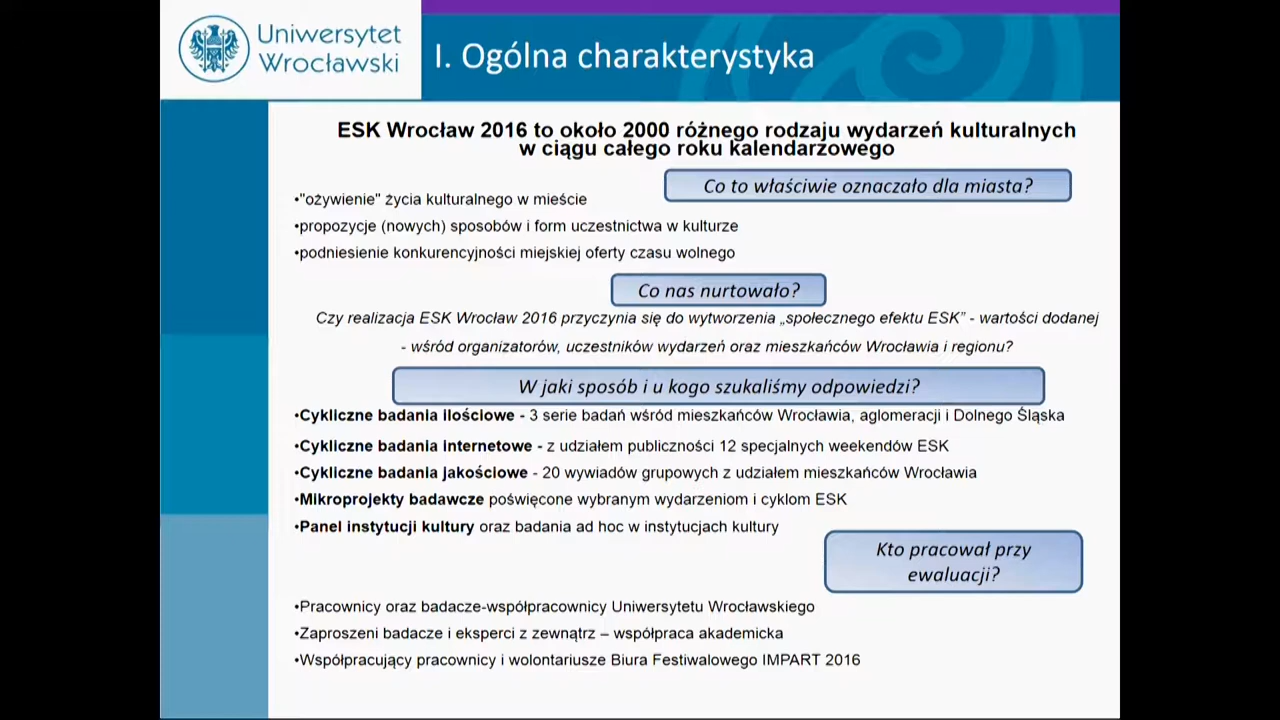 Uniwersytet
Wrocławski
I. Ogólna charakterystyka
ESK Wrocław 2016 to około 2000 różnego rodzaju wydarzeń kulturalnych
w ciągu całego roku kalendarzowego
Co to właściwie oznaczało dla miasta?
•"ożywienie" życia kulturalnego w mieście
•propozycje (nowych) sposobów i form uczestnictwa w kulturze
•podniesienie konkurencyjności miejskiej oferty czasu wolnego
Co nas nurtowało?
Czy realizacja ESK Wrocław 2016 przyczynia się do wytworzenia „społecznego efektu ESK” - wartości dodanej
- wśród organizatorów, uczestników wydarzeń oraz mieszkańców Wrocławia i regionu?
W jaki sposób i u kogo szukaliśmy odpowiedzi?
•Cykliczne badania ilościowe - 3 serie badań wśród mieszkańców Wrocławia, aglomeracji i Dolnego Śląska
•Cykliczne badania internetowe - z udziałem publiczności 12 specjalnych weekendów ESK
•Cykliczne badania jakościowe - 20 wywiadów grupowych z udziałem mieszkańców Wrocławia
•Mikroprojekty badawcze poświęcone wybranym wydarzeniom i cyklom ESK
•Panel instytucji kultury oraz badania ad hoc w instytucjach kultury
Kto pracował przy
ewaluacji?
•Pracownicy oraz badacze-współpracownicy Uniwersytetu Wrocławskiego
•Zaproszeni badacze i eksperci z zewnątrz – współpraca akademicka
•Współpracujący pracownicy i wolontariusze Biura Festiwalowego IMPART 2016